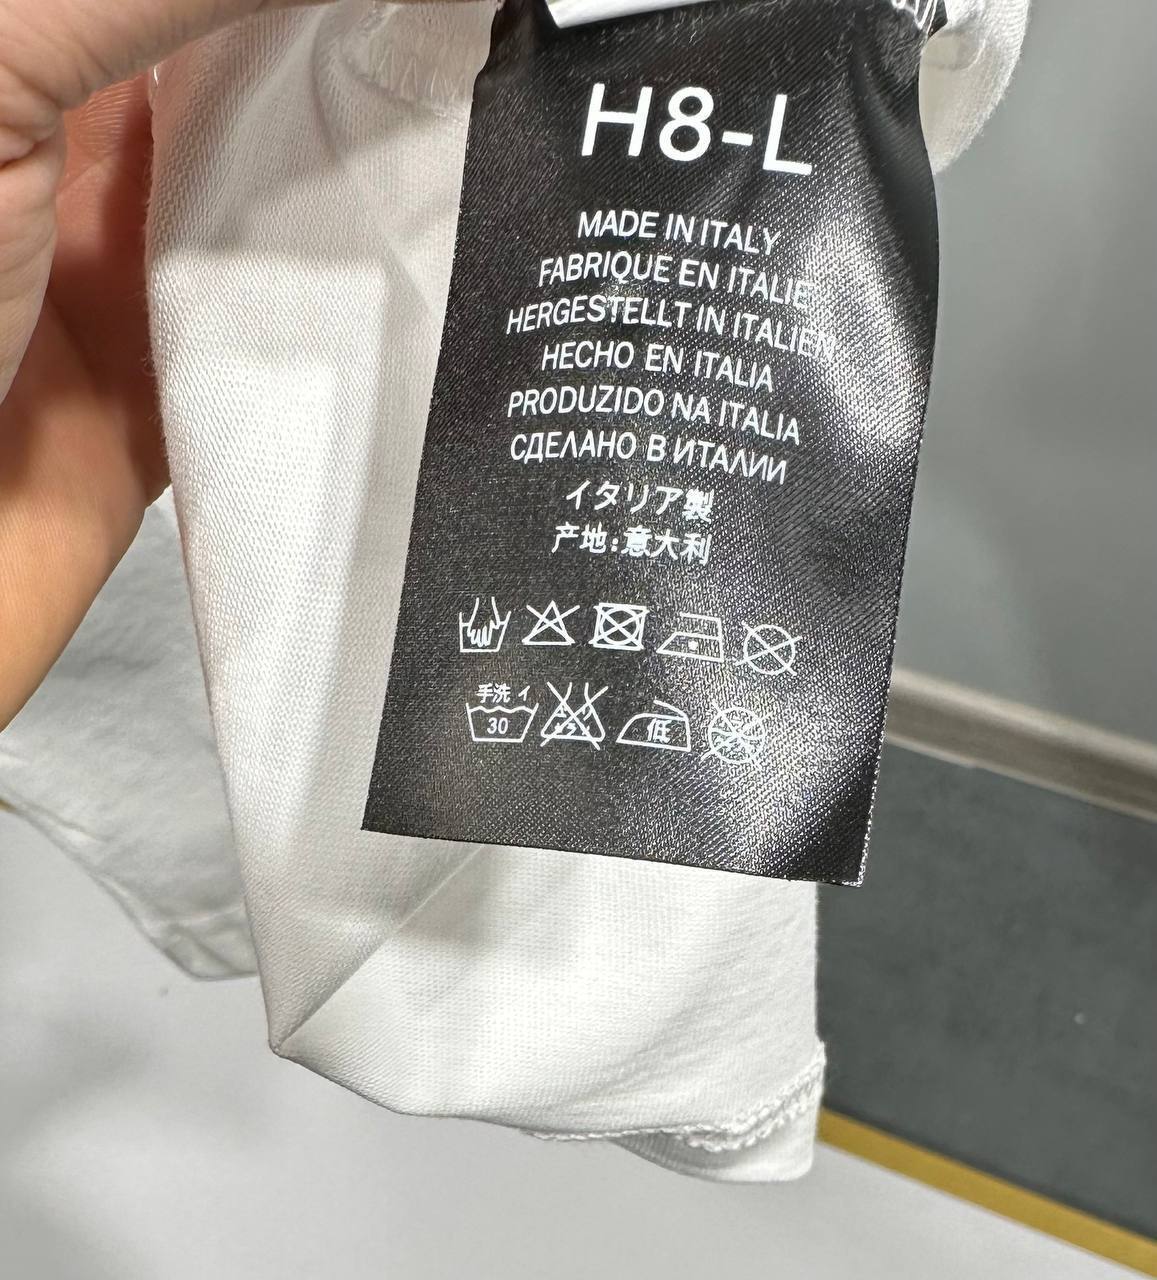 H8-L
MADE IN ITALY
FABRIQUE EN ITALIE
HERGESTELLT IN ITALIEN
HECHO EN ITALIA
PRODUZIDO NA ITALIA
СДЕЛАНО В ИТАЛИИ
イタリア製
产地:意大利
手洗イ
30
低